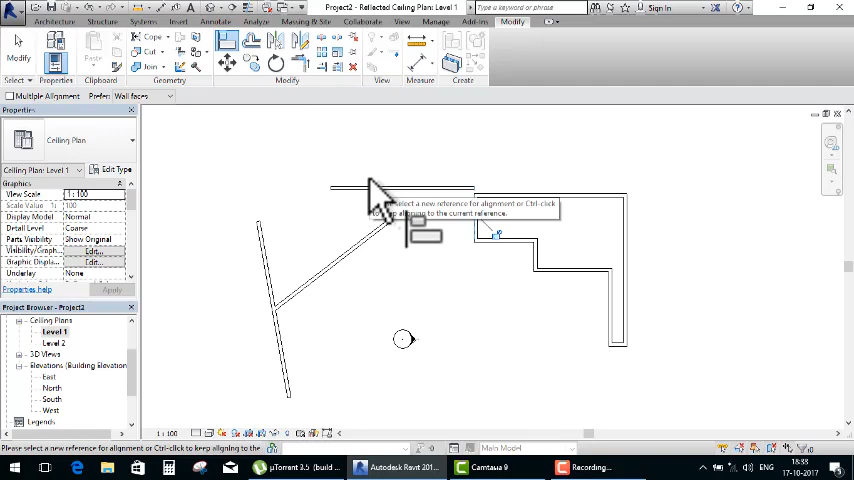 Project2 - Reflected Ceiling Plan: Level 1
Type a keyword or phrase
Sign In
Architecture Structure Systems Insert Annotate Analyze Massing & Site Collaborate View Manage Add-Ins Modify
Modify
Paste
Cope
Cut
Join
Select Properties Clipboard Geometry Modify View Measure Create
Multiple Alignment Prefer: Wall faces
Properties
Ceiling Plan
Ceiling Plan: Level 1 Edit Type
Graphics
View Scale 1 : 100
Scale Value 1: 100
Display Model Normal
Detail Level Coarse
Parts Visibility Show Original
Visibility/Graph... Edit...
Graphic Displa... Edit...
Underlay None
Properties help Apply
Project Browser - Project2
Ceiling Plans
Level 1
Level 2
3D Views
Elevations (Building Elevation
East
North
South
West
Legends
select a new reference for alignment or Ctrl-click
to keep aligning to the current reference.
1 : 100
Please select a new reference for alignment or Ctrl-click to keep aligning to the
:0
Main Model
:0
µTorrent 3.5 (build ...
Autodesk Revit 201...
Camtasia 9
Recording...
ENG
18:38
17-10-2017